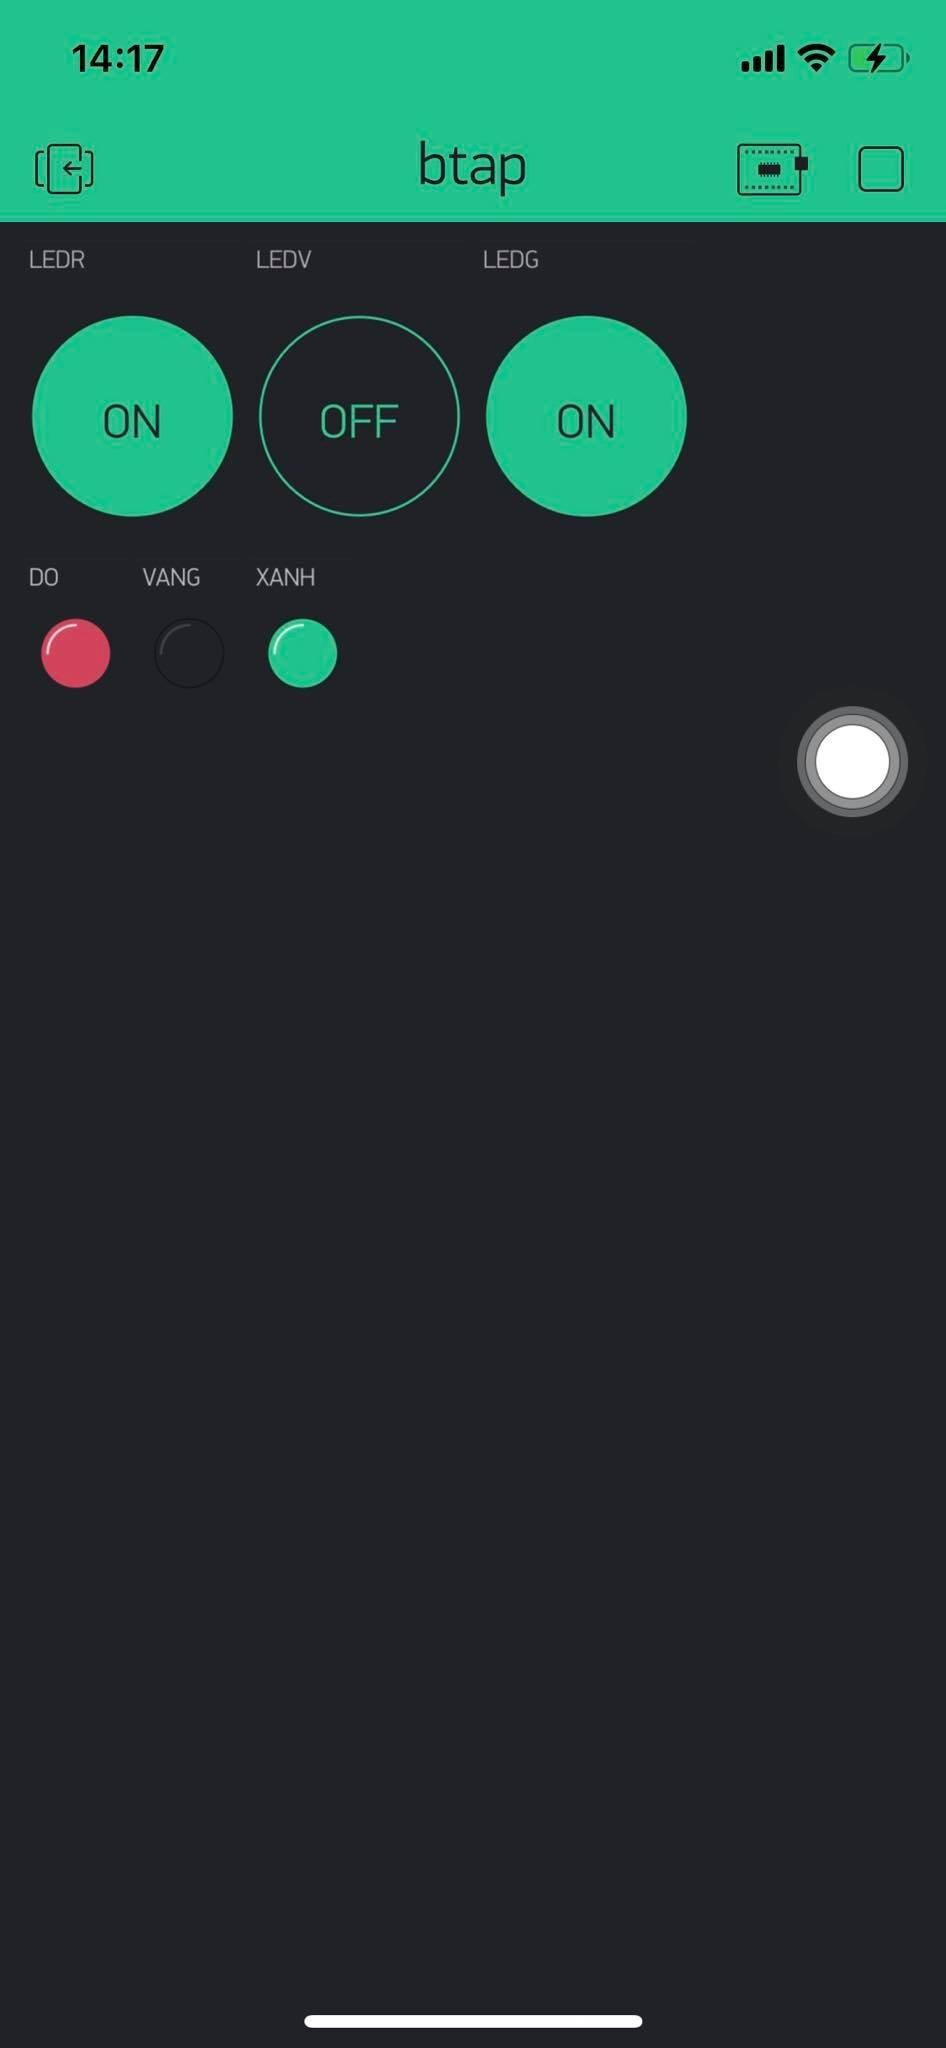 14:17
btap
LEDR LEDV LEDG
ON OFF ON
DO VANG XANH